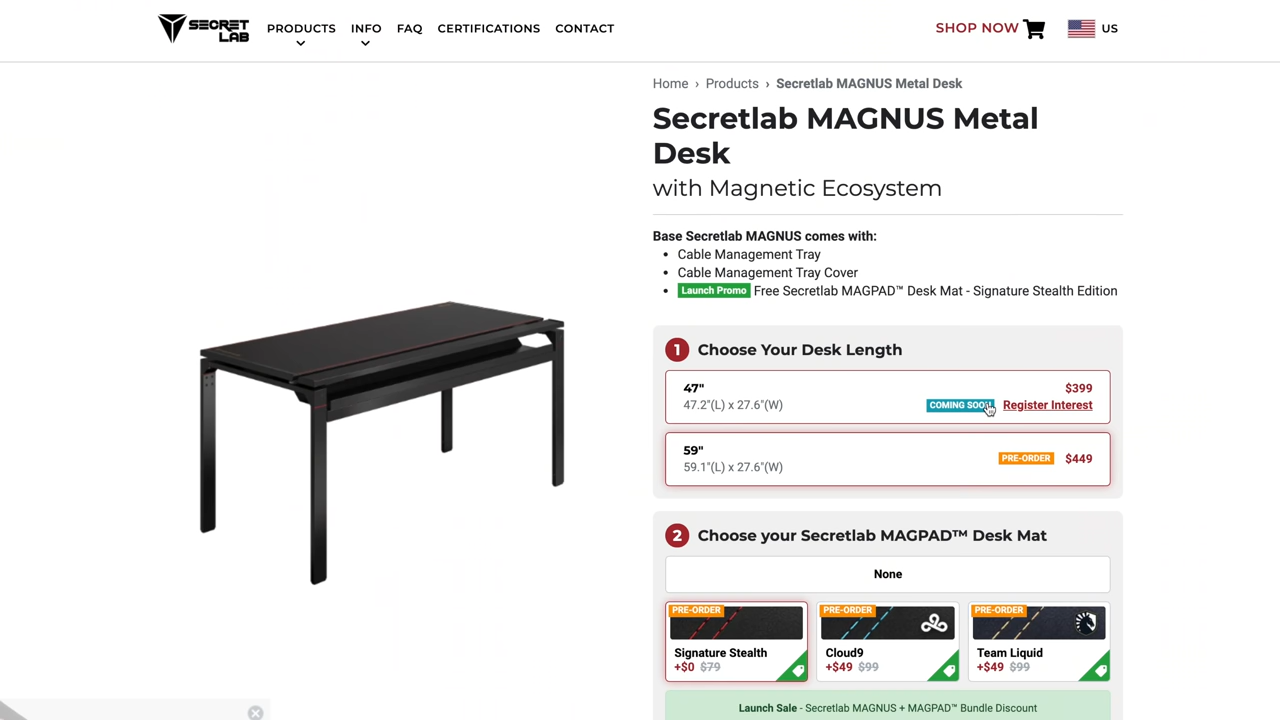 SECRET LAB
PRODUCTS INFO FAQ CERTIFICATIONS CONTACT
SHOP NOW US
Home › Products › Secretlab MAGNUS Metal Desk
Secretlab MAGNUS Metal
Desk
with Magnetic Ecosystem
Base Secretlab MAGNUS comes with:
• Cable Management Tray
• Cable Management Tray Cover
• Launch Promo Free Secretlab MAGPAD™ Desk Mat - Signature Stealth Edition
1 Choose Your Desk Length
47" $399
47.2"(L) x 27.6"(W) COMING SOON Register Interest
59"
59.1"(L) x 27.6"(W) PRE-ORDER $449
2 Choose your Secretlab MAGPAD™ Desk Mat
None
PRE-ORDER PRE-ORDER PRE-ORDER
Signature Stealth Cloud9 Team Liquid
+$0 $79 +$49 $99 +$49 $99
Launch Sale - Secretlab MAGNUS + MAGPAD™ Bundle Discount